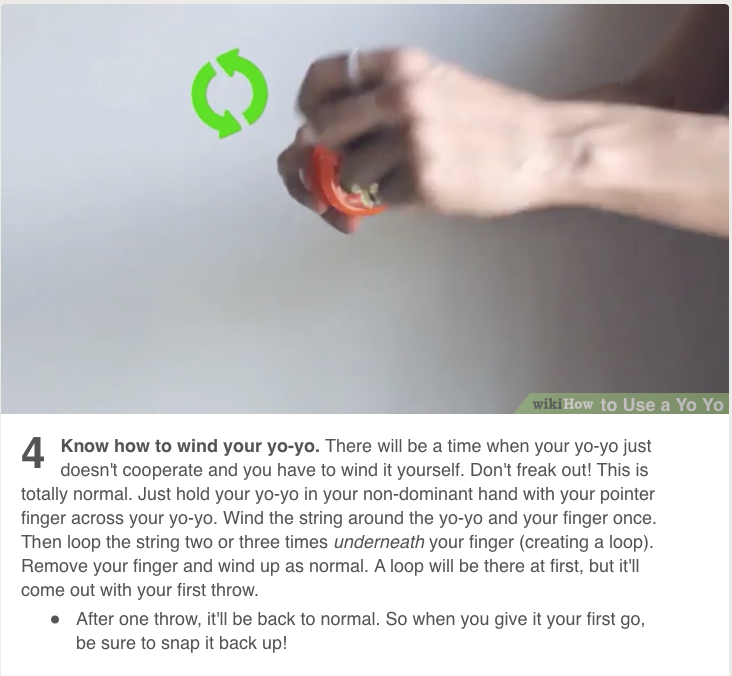 wikiHow to Use a Yo Yo
4 Know how to wind your yo-yo. There will be a time when your yo-yo just
doesn't cooperate and you have to wind it yourself. Don't freak out! This is
totally normal. Just hold your yo-yo in your non-dominant hand with your pointer
finger across your yo-yo. Wind the string around the yo-yo and your finger once.
Then loop the string two or three times underneath your finger (creating a loop).
Remove your finger and wind up as normal. A loop will be there at first, but it'll
come out with your first throw.
● After one throw, it'll be back to normal. So when you give it your first go,
be sure to snap it back up!